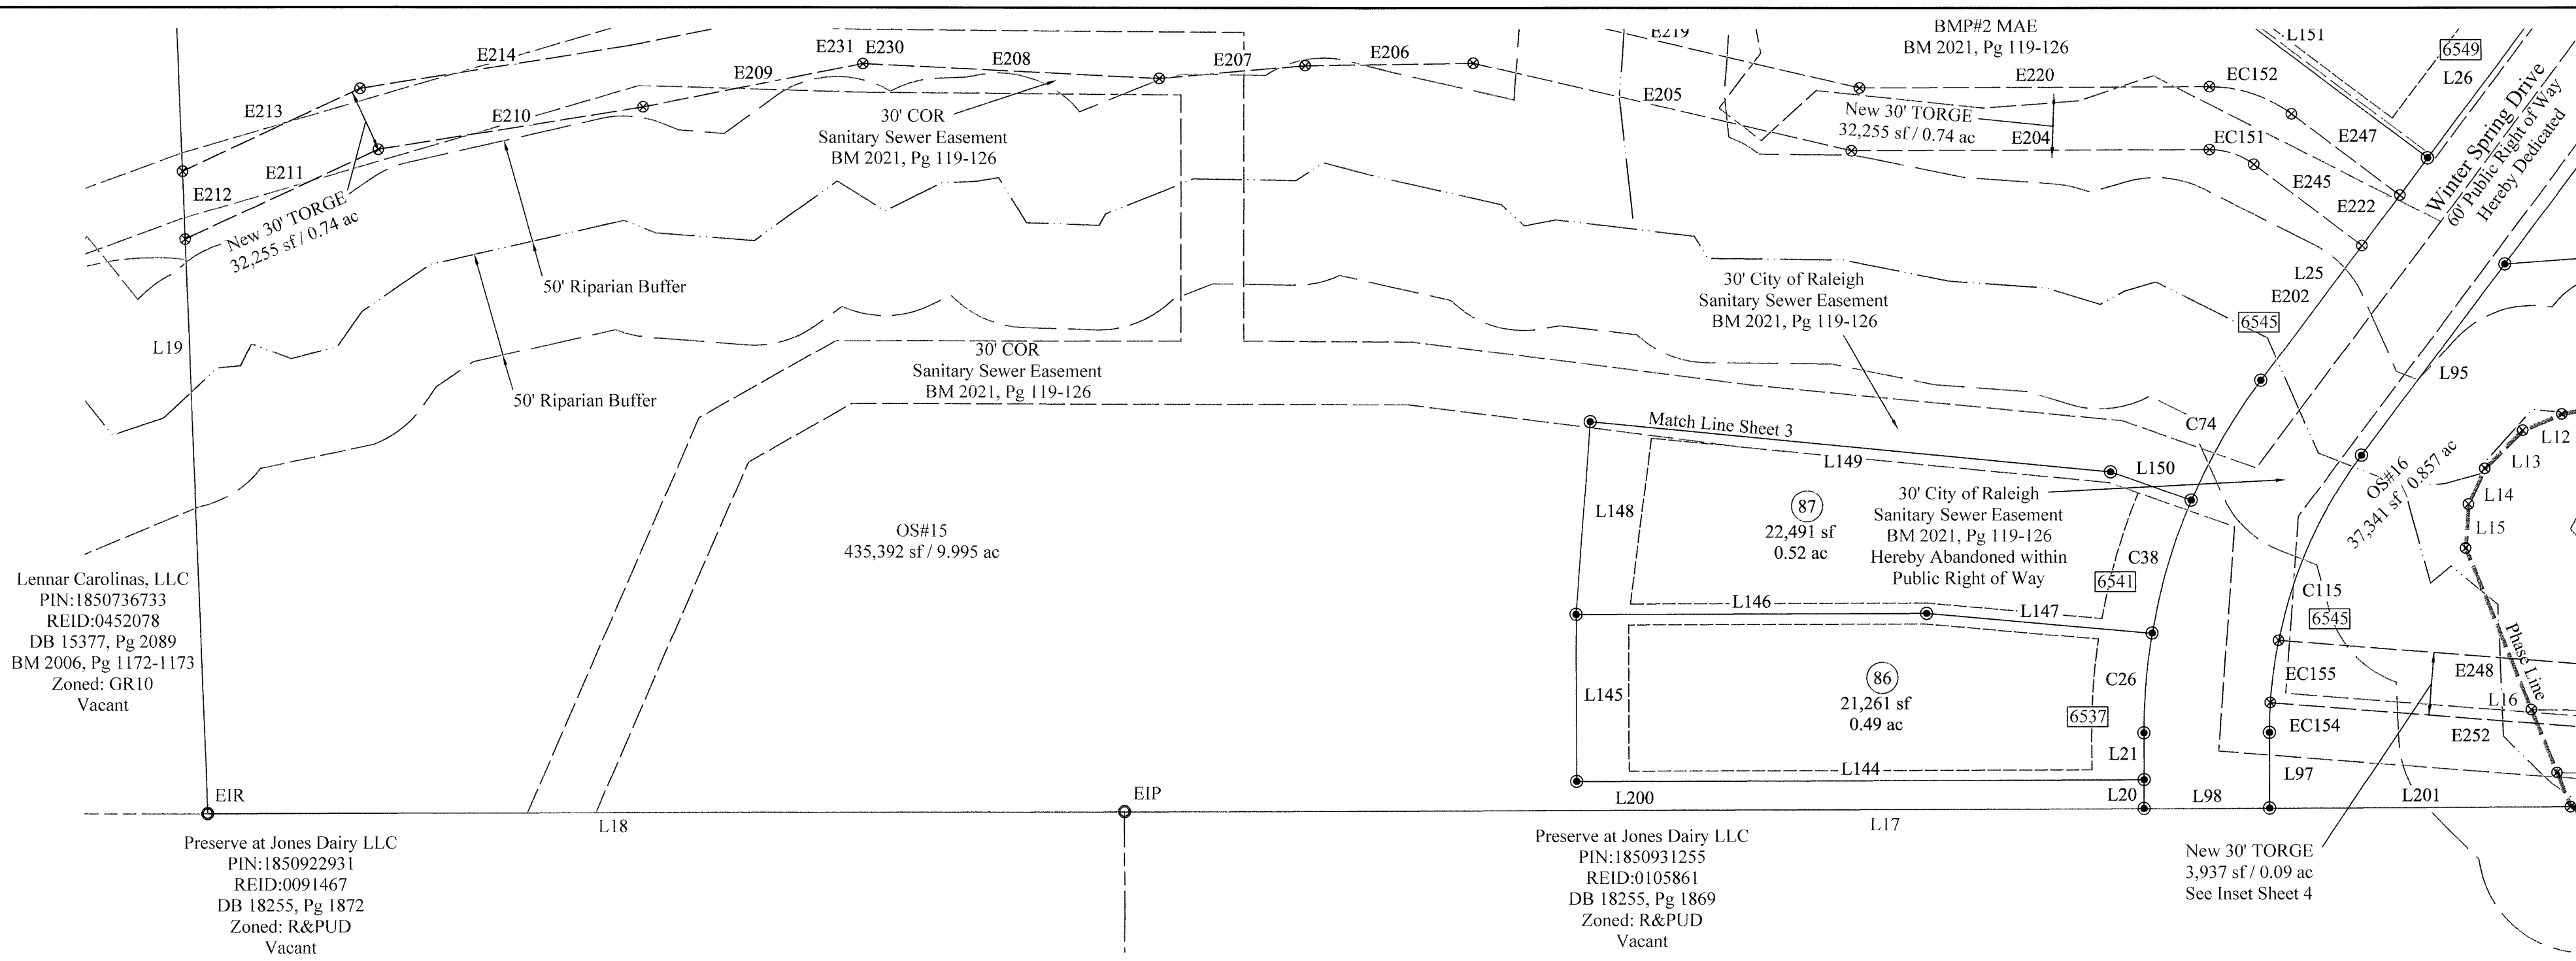 BMP#2 MAE
BM 2021, Pg 119-126
E219
L151
6549
L26
E214
E231
E230
E208
E207
E206
E209
E213
E210
E211
E212
E205
E220
EC152
New 30' TORGE
32,255 sf / 0.74 ac
E204
EC151
E247
E245
E222
Winter Spring Drive
60' Public Right of Way
Hereby Dedicated
30' COR
Sanitary Sewer Easement
BM 2021, Pg 119-126
New 30' TORGE
32,255 sf / 0.74 ac
50' Riparian Buffer
50' Riparian Buffer
L19
30' City of Raleigh
Sanitary Sewer Easement
BM 2021, Pg 119-126
L25
E202
6545
L95
30' COR
Sanitary Sewer Easement
BM 2021, Pg 119-126
Match Line Sheet 3
L149
L150
C74
L12
L13
L14
L15
OS#16
37,341 sf / 0.857 ac
L148
87
22,491 sf
0.52 ac
30' City of Raleigh
Sanitary Sewer Easement
BM 2021, Pg 119-126
Hereby Abandoned within
Public Right of Way
C38
6541
OS#15
435,392 sf / 9.995 ac
Lennar Carolinas, LLC
PIN:1850736733
REID:0452078
DB 15377, Pg 2089
BM 2006, Pg 1172-1173
Zoned: GR10
Vacant
L146
L147
C115
6545
Phase Line
L145
86
21,261 sf
0.49 ac
C26
6537
EC155
E248
L16
EC154
E252
L21
L144
L97
EIR
EIP
L200
L20
L98
L201
L18
L17
Preserve at Jones Dairy LLC
PIN:1850922931
REID:0091467
DB 18255, Pg 1872
Zoned: R&PUD
Vacant
Preserve at Jones Dairy LLC
PIN:1850931255
REID:0105861
DB 18255, Pg 1869
Zoned: R&PUD
Vacant
New 30' TORGE
3,937 sf / 0.09 ac
See Inset Sheet 4